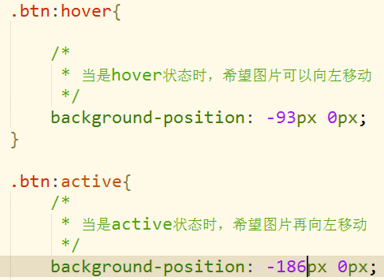 .btn:hover{
/*
* 当是hover状态时，希望图片可以向左移动
*/
background-position: -93px 0px;
}
.btn:active{
/*
* 当是active状态时，希望图片再向左移动
*/
background-position: -186px 0px;